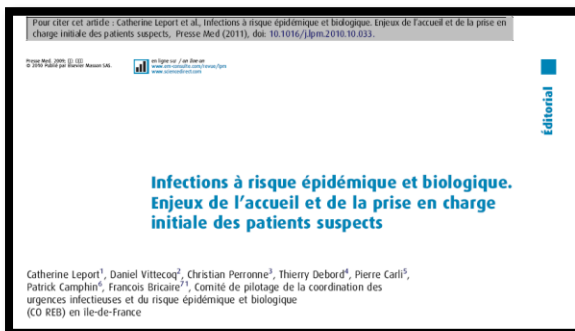 Pour citer cet article : Catherine Leport et al., Infections à risque épidémique et biologique. Enjeux de l'accueil et de la prise en
charge initiale des patients suspects, Presse Med (2011), doi: 10.1016/j.lpm.2010.10.033.
Presse Med. 2009;
© 2010 Publié par Elsevier Masson SAS.
en ligne sur / on line on
www.em-consulte.com/revue/lpm
www.sciencedirect.com
Éditorial
Infections à risque épidémique et biologique.
Enjeux de l'accueil et de la prise en charge
initiale des patients suspects
Catherine Leport1, Daniel Vittecoq2, Christian Perronne3, Thierry Debord4, Pierre Carli5,
Patrick Camphin6, Francois Bricaire71, Comité de pilotage de la coordination des
urgences infectieuses et du risque épidémique et biologique
(CO REB) en île-de-France